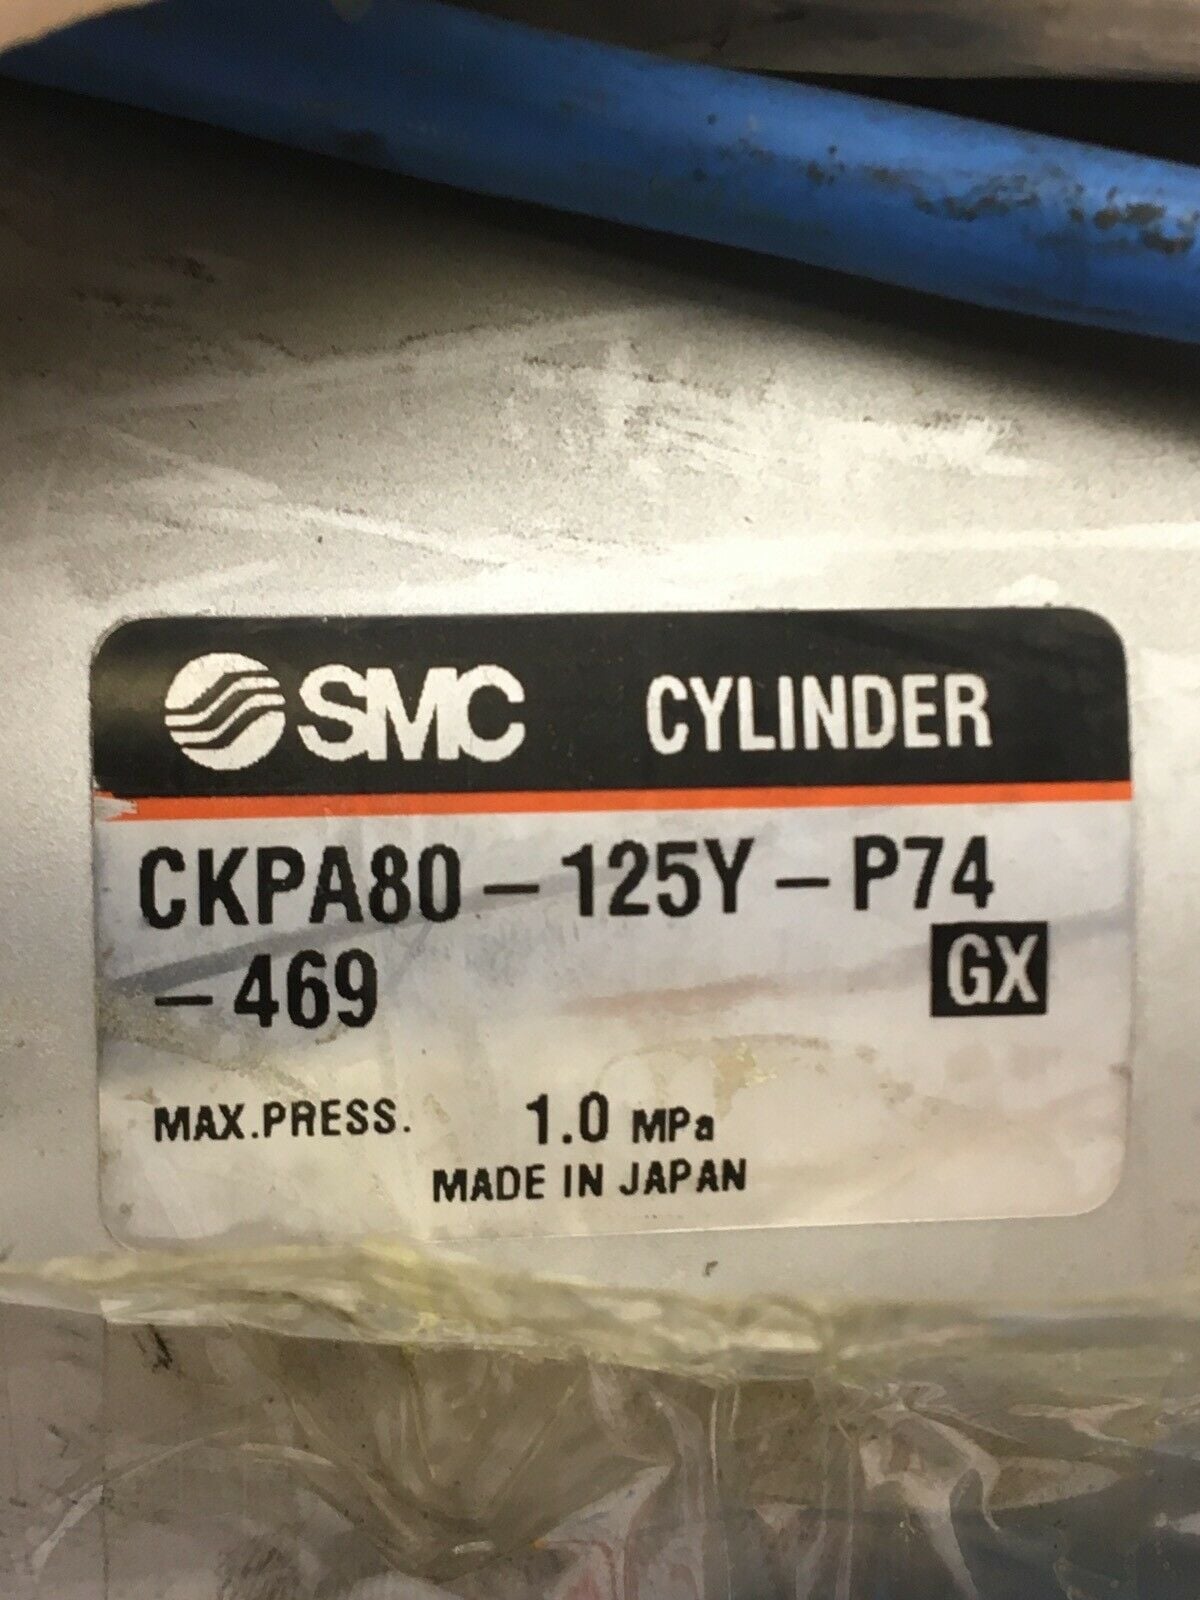 SMC CYLINDER
CKPA80-125Y-P74
-469 GX
MAX.PRESS. 1.0 MPa
MADE IN JAPAN